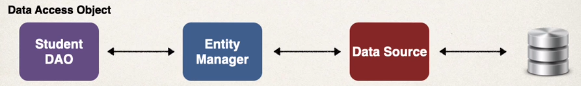 Data Access Object
Student
DAO
Entity
Manager
Data Source